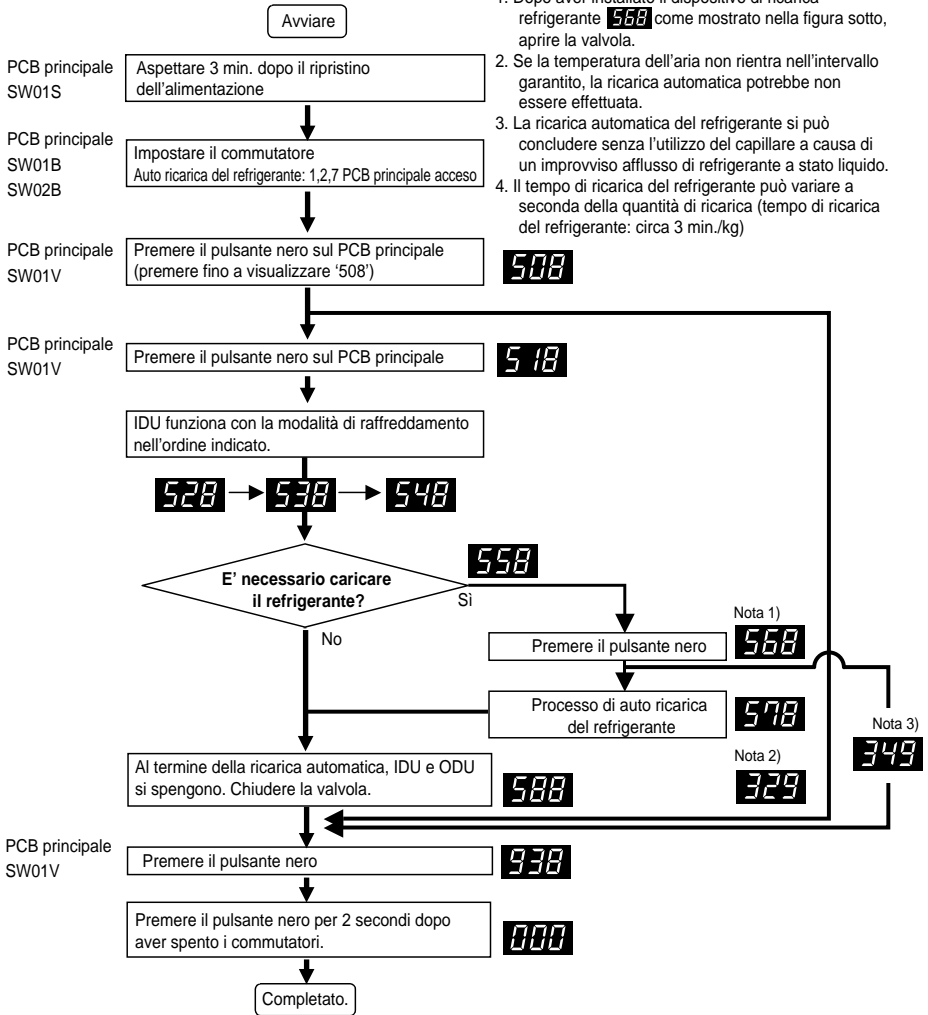 Avviare
1. Dopo aver installato il dispositivo di ricarica
refrigerante 568 come mostrato nella figura sotto,
aprire la valvola.
2. Se la temperatura dell'aria non rientra nell'intervallo
garantito, la ricarica automatica potrebbe non
essere effettuata.
3. La ricarica automatica del refrigerante si può
concludere senza l'utilizzo del capillare a causa di
un improvviso afflusso di refrigerante a stato liquido.
4. Il tempo di ricarica del refrigerante può variare a
seconda della quantità di ricarica (tempo di ricarica
del refrigerante: circa 3 min./kg)
PCB principale
SW01S
Aspettare 3 min. dopo il ripristino
dell'alimentazione
PCB principale
SW01B
SW02B
Impostare il commutatore
Auto ricarica del refrigerante: 1,2,7 PCB principale acceso
PCB principale
SW01V
Premere il pulsante nero sul PCB principale
(premere fino a visualizzare ‘508’)
508
PCB principale
SW01V
Premere il pulsante nero sul PCB principale
518
IDU funziona con la modalità di raffreddamento
nell'ordine indicato.
528 538 548
E' necessario caricare
il refrigerante?
558
Sì
No
Premere il pulsante nero
Nota 1)
568
Processo di auto ricarica
del refrigerante
578
Nota 3)
349
Al termine della ricarica automatica, IDU e ODU
si spengono. Chiudere la valvola.
588
Nota 2)
329
PCB principale
SW01V
Premere il pulsante nero
938
Premere il pulsante nero per 2 secondi dopo
aver spento i commutatori.
000
Completato.